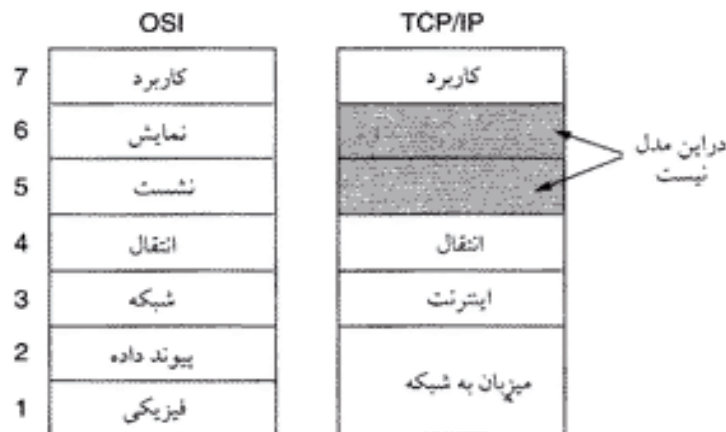 OSI
TCP/IP
7
کاربرد
کاربرد
6
نمایش
5
نشست
دراین مدل
نیست
4
انتقال
انتقال
3
شبکه
اینترنت
2
پیوند داده
میزبان به شبکه
1
فیزیکی